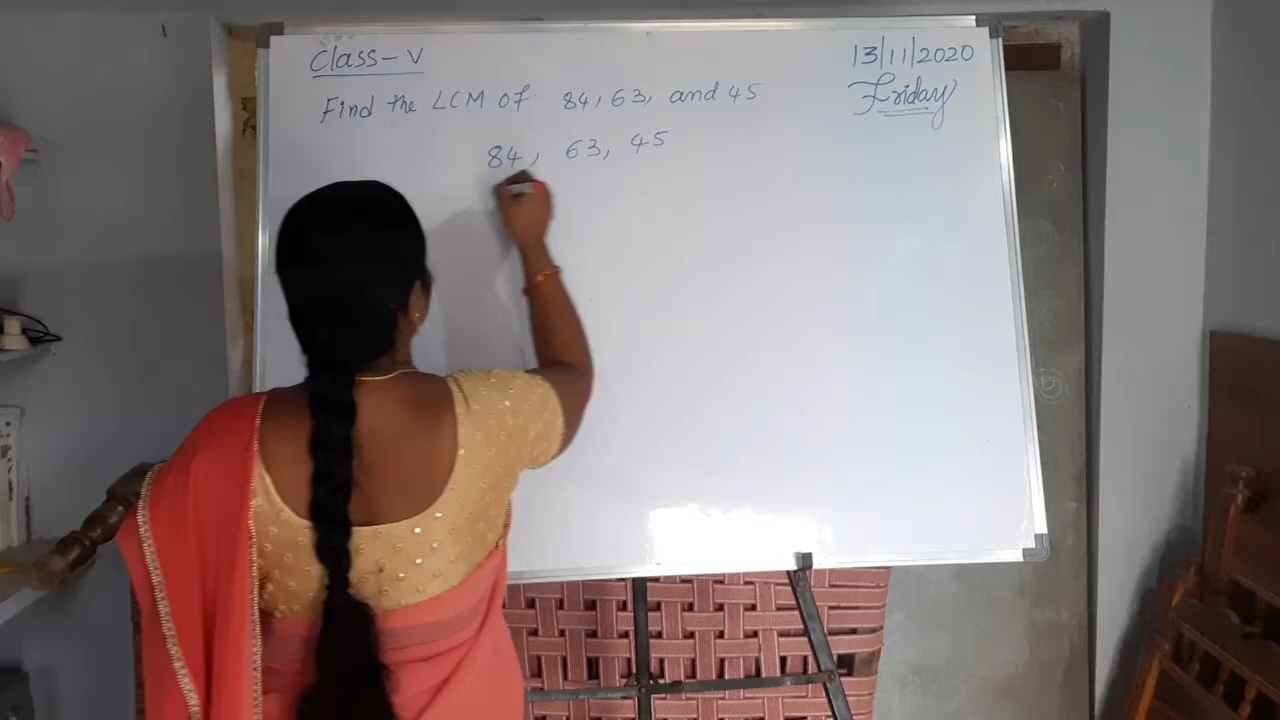 Class-V
13/11/2020
Friday
Find the LCM of 84, 63, and 45
84, 63, 45